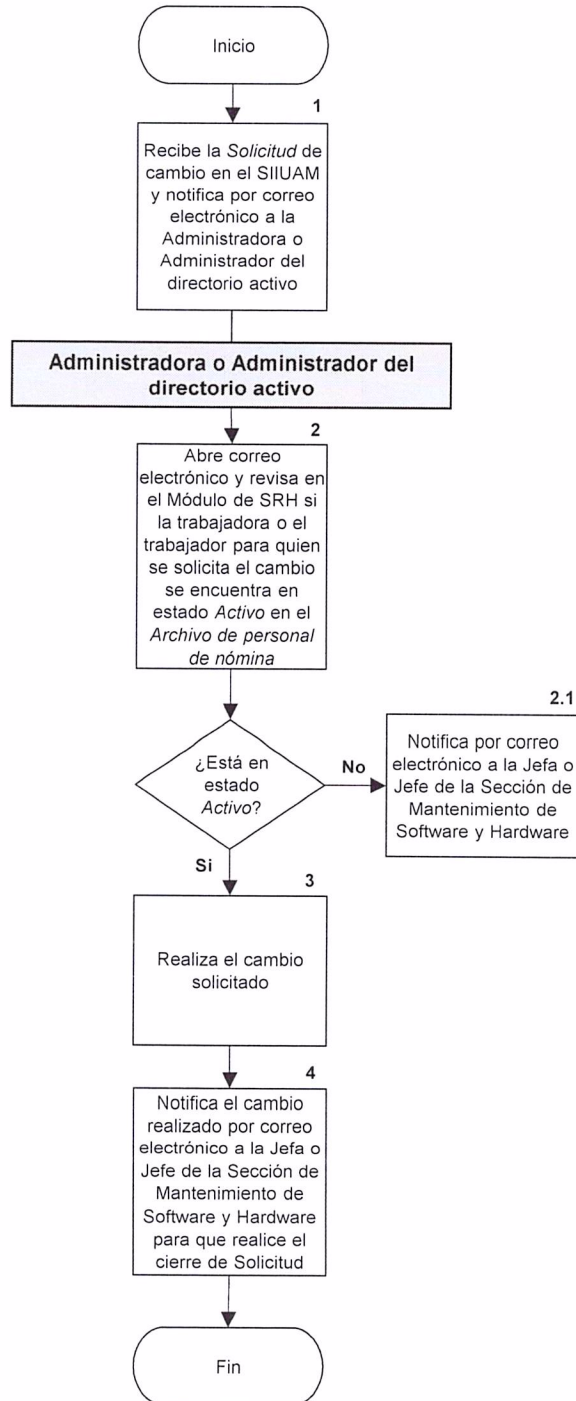 Inicio
1
Recibe la Solicitud de
cambio en el SIIUAM
y notifica por correo
electrónico a la
Administradora o
Administrador del
directorio activo
Administradora o Administrador del
directorio activo
2
Abre correo
electrónico y revisa en
el Módulo de SRH si
la trabajadora o el
trabajador para quien
se solicita el cambio
se encuentra en
estado Activo en el
Archivo de personal
de nómina
¿Está en
estado
Activo?
No
2.1
Notifica por correo
electrónico a la Jefa o
Jefe de la Sección de
Mantenimiento de
Software y Hardware
Si
3
Realiza el cambio
solicitado
4
Notifica el cambio
realizado por correo
electrónico a la Jefa o
Jefe de la Sección de
Mantenimiento de
Software y Hardware
para que realice el
cierre de Solicitud
Fin